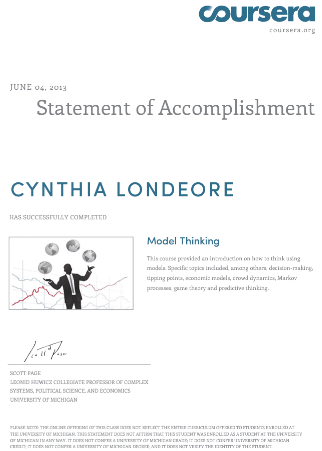 coursera
coursera.org
JUNE 04, 2013
Statement of Accomplishment
CYNTHIA LONDEORE
HAS SUCCESSFULLY COMPLETED
Model Thinking
This course provided an introduction on how to think using
models. Specific topics included, among others, decision-making,
tipping points, economic models, crowd dynamics, Markov
processes, game theory and predictive thinking.
Scott Page
SCOTT PAGE
LEONID HURWICZ COLLEGIATE PROFESSOR OF COMPLEX
SYSTEMS, POLITICAL SCIENCE, AND ECONOMICS
UNIVERSITY OF MICHIGAN
PLEASE NOTE: THE ONLINE OFFERING OF THIS CLASS DOES NOT REFLECT THE ENTIRE CURRICULUM OFFERED TO STUDENTS ENROLLED AT
THE UNIVERSITY OF MICHIGAN. THIS STATEMENT DOES NOT AFFIRM THAT THIS STUDENT WAS ENROLLED AS A STUDENT AT THE UNIVERSITY
OF MICHIGAN IN ANY WAY. IT DOES NOT CONFER A UNIVERSITY OF MICHIGAN GRADE; IT DOES NOT CONFER UNIVERSITY OF MICHIGAN
CREDIT; IT DOES NOT CONFER A UNIVERSITY OF MICHIGAN DEGREE; AND IT DOES NOT VERIFY THE IDENTITY OF THE STUDENT.